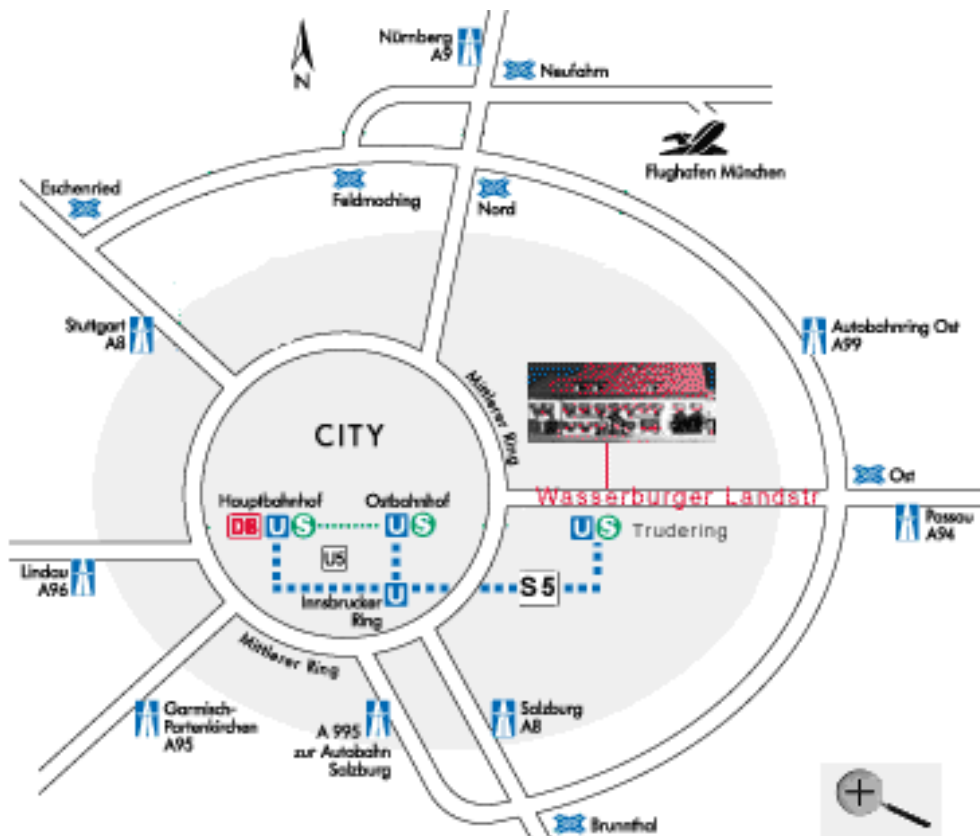 Nürnberg
A9
Neufahrn
N
Flughafen München
Eschenried
Feldmoching
Nord
Stuttgart
A8
Autobahnring Ost
A99
Mittlerer Ring
CITY
Ost
Wasserburger Landstr
Hauptbahnhof
Ostbahnhof
DB U S
U S
U S
Trudering
Passau
A94
U5
Lindau
A96
Innsbrucker
Ring
U
S5
Mittlerer Ring
Garmisch-
Partenkirchen
A95
A 995
zur Autobahn
Salzburg
Salzburg
A8
Brunnthal